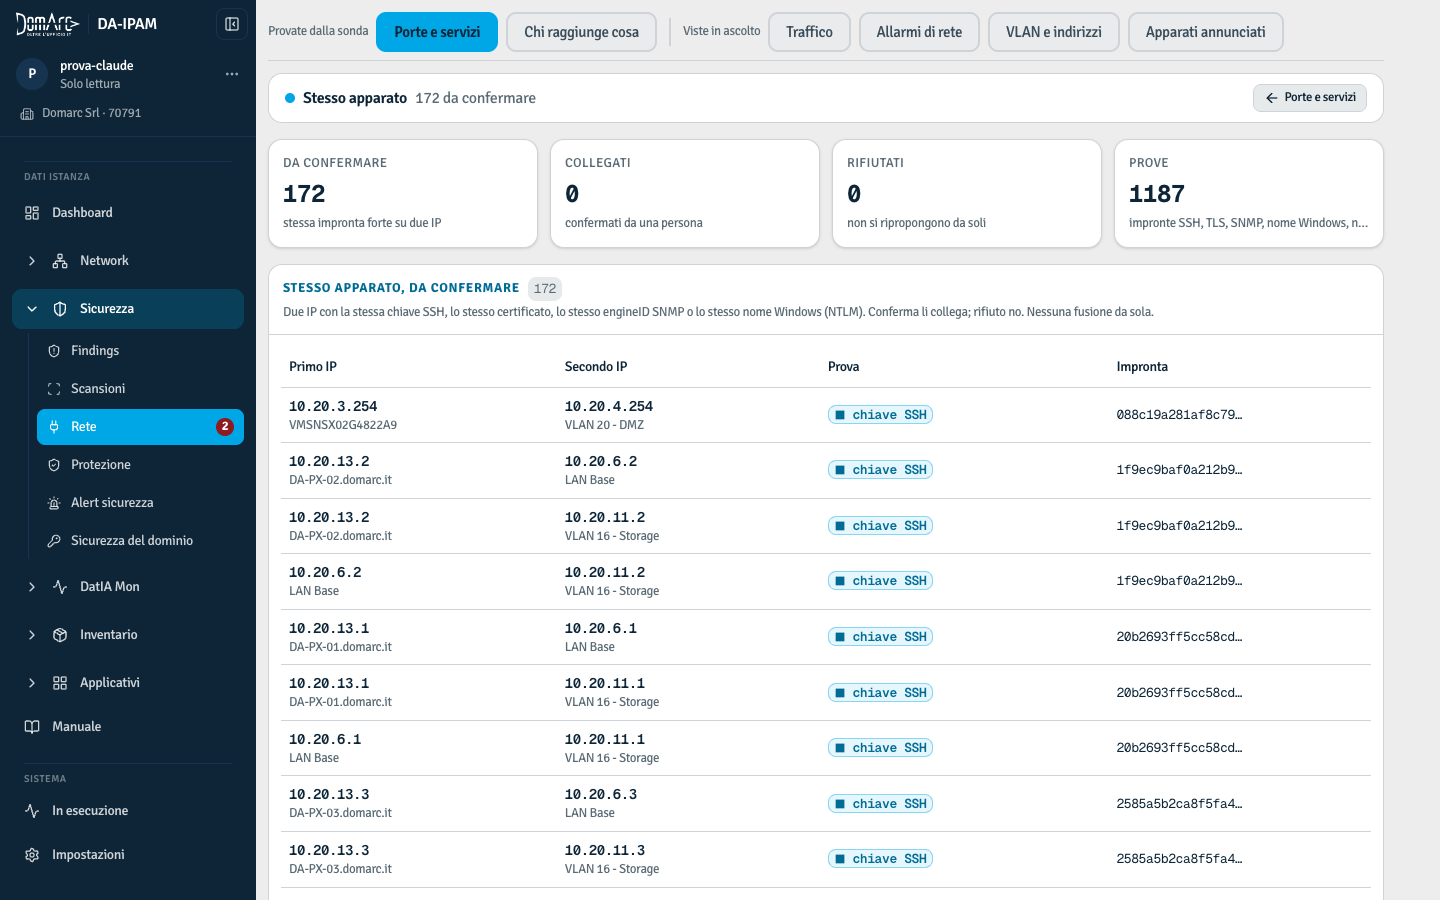 DomArc
OLTRE L'UFFICIO IT
DA-IPAM
P
prova-claude
Solo lettura
Domarc Srl · 70791
DATI ISTANZA
Dashboard
Network
Sicurezza
Findings
Scansioni
Rete
2
Protezione
Alert sicurezza
Sicurezza del dominio
DatIA Mon
Inventario
Applicativi
Manuale
SISTEMA
In esecuzione
Impostazioni
Provate dalla sonda
Porte e servizi
Chi raggiunge cosa
Viste in ascolto
Traffico
Allarmi di rete
VLAN e indirizzi
Apparati annunciati
Stesso apparato 172 da confermare
← Porte e servizi
DA CONFERMARE
172
stessa impronta forte su due IP
COLLEGATI
0
confermati da una persona
RIFIUTATI
0
non si ripropongono da soli
PROVE
1187
impronte SSH, TLS, SNMP, nome Windows, n…
STESSO APPARATO, DA CONFERMARE 172
Due IP con la stessa chiave SSH, lo stesso certificato, lo stesso engineID SNMP o lo stesso nome Windows (NTLM). Conferma li collega; rifiuto no. Nessuna fusione da sola.
Primo IP Secondo IP Prova Impronta
10.20.3.254 10.20.4.254 chiave SSH 088c19a281af8c79…
VMSNSX02G4822A9 VLAN 20 - DMZ
10.20.13.2 10.20.6.2 chiave SSH 1f9ec9baf0a212b9…
DA-PX-02.domarc.it LAN Base
10.20.13.2 10.20.11.2 chiave SSH 1f9ec9baf0a212b9…
DA-PX-02.domarc.it VLAN 16 - Storage
10.20.6.2 10.20.11.2 chiave SSH 1f9ec9baf0a212b9…
LAN Base VLAN 16 - Storage
10.20.13.1 10.20.6.1 chiave SSH 20b2693ff5cc58cd…
DA-PX-01.domarc.it LAN Base
10.20.13.1 10.20.11.1 chiave SSH 20b2693ff5cc58cd…
DA-PX-01.domarc.it VLAN 16 - Storage
10.20.6.1 10.20.11.1 chiave SSH 20b2693ff5cc58cd…
LAN Base VLAN 16 - Storage
10.20.13.3 10.20.6.3 chiave SSH 2585a5b2ca8f5fa4…
DA-PX-03.domarc.it LAN Base
10.20.13.3 10.20.11.3 chiave SSH 2585a5b2ca8f5fa4…
DA-PX-03.domarc.it VLAN 16 - Storage